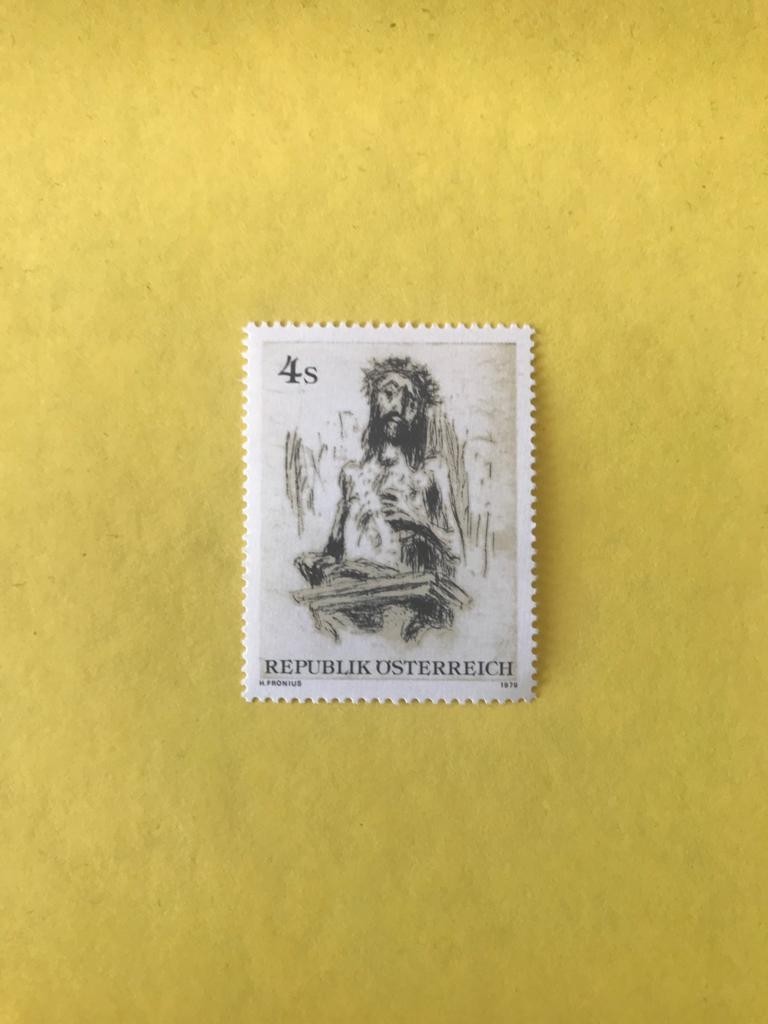 4s
REPUBLIK ÖSTERREICH
H. FRONIUS 1979